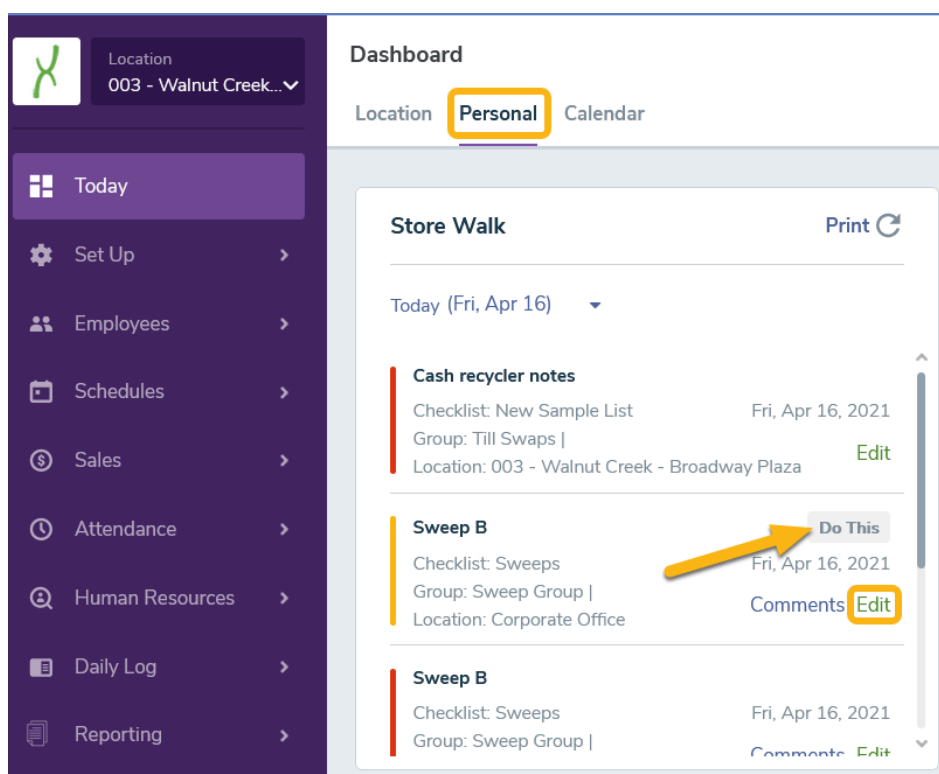 Location
003 - Walnut Creek...
Today
Set Up
Employees
Schedules
Sales
Attendance
Human Resources
Daily Log
Reporting
Dashboard
Location Personal Calendar
Store Walk Print
Today (Fri, Apr 16)
Cash recycler notes
Checklist: New Sample List Fri, Apr 16, 2021
Group: Till Swaps |
Edit
Location: 003 - Walnut Creek - Broadway Plaza
Sweep B Do This
Checklist: Sweeps Fri, Apr 16, 2021
Group: Sweep Group |
Comments Edit
Location: Corporate Office
Sweep B
Checklist: Sweeps Fri, Apr 16, 2021
Group: Sweep Group |
Comments Edit